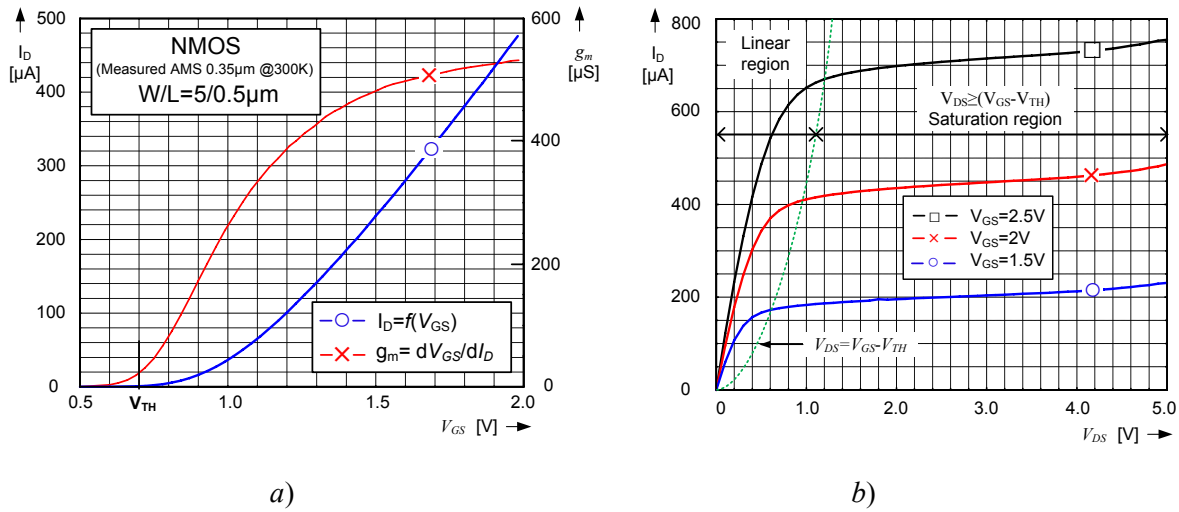 I_D
[µA]
500
400
300
200
100
0
NMOS
(Measured AMS 0.35µm @300K)
W/L=5/0.5µm
600
g_m
[µS]
400
200
0
I_D=f(V_GS)
g_m= dV_GS/dI_D
0.5
V_TH
1.0
1.5
2.0
V_GS [V]
a)
800
I_D
[µA]
600
400
200
0
Linear
region
V_DS≥(V_GS-V_TH)
Saturation region
V_GS=2.5V
V_GS=2V
V_GS=1.5V
V_DS=V_GS-V_TH
0
1.0
2.0
3.0
4.0
5.0
V_DS [V]
b)